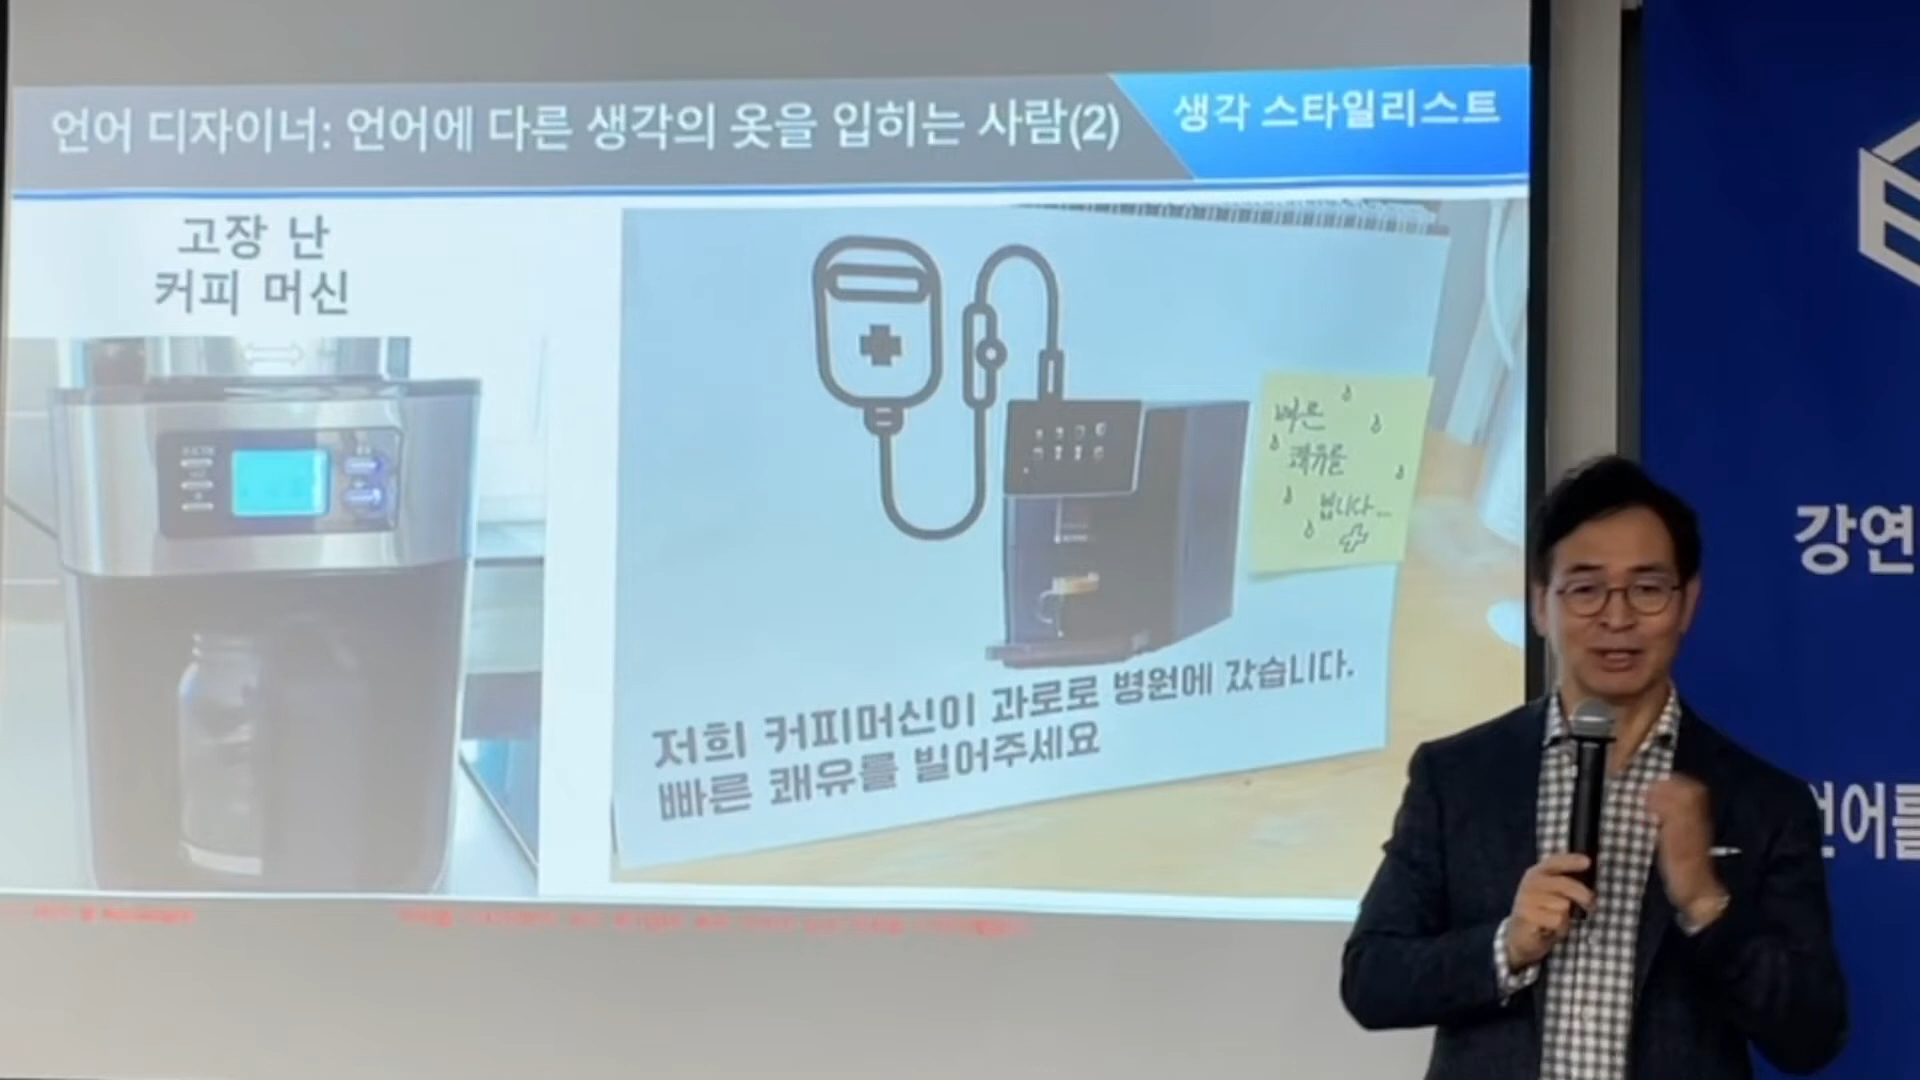 언어 디자이너: 언어에 다른 생각의 옷을 입히는 사람(2)
생각 스타일리스트
고장 난
커피 머신
빠른
쾌유를
빕니다...
저희 커피머신이 과로로 병원에 갔습니다.
빠른 쾌유를 빌어주세요
강연
언어를